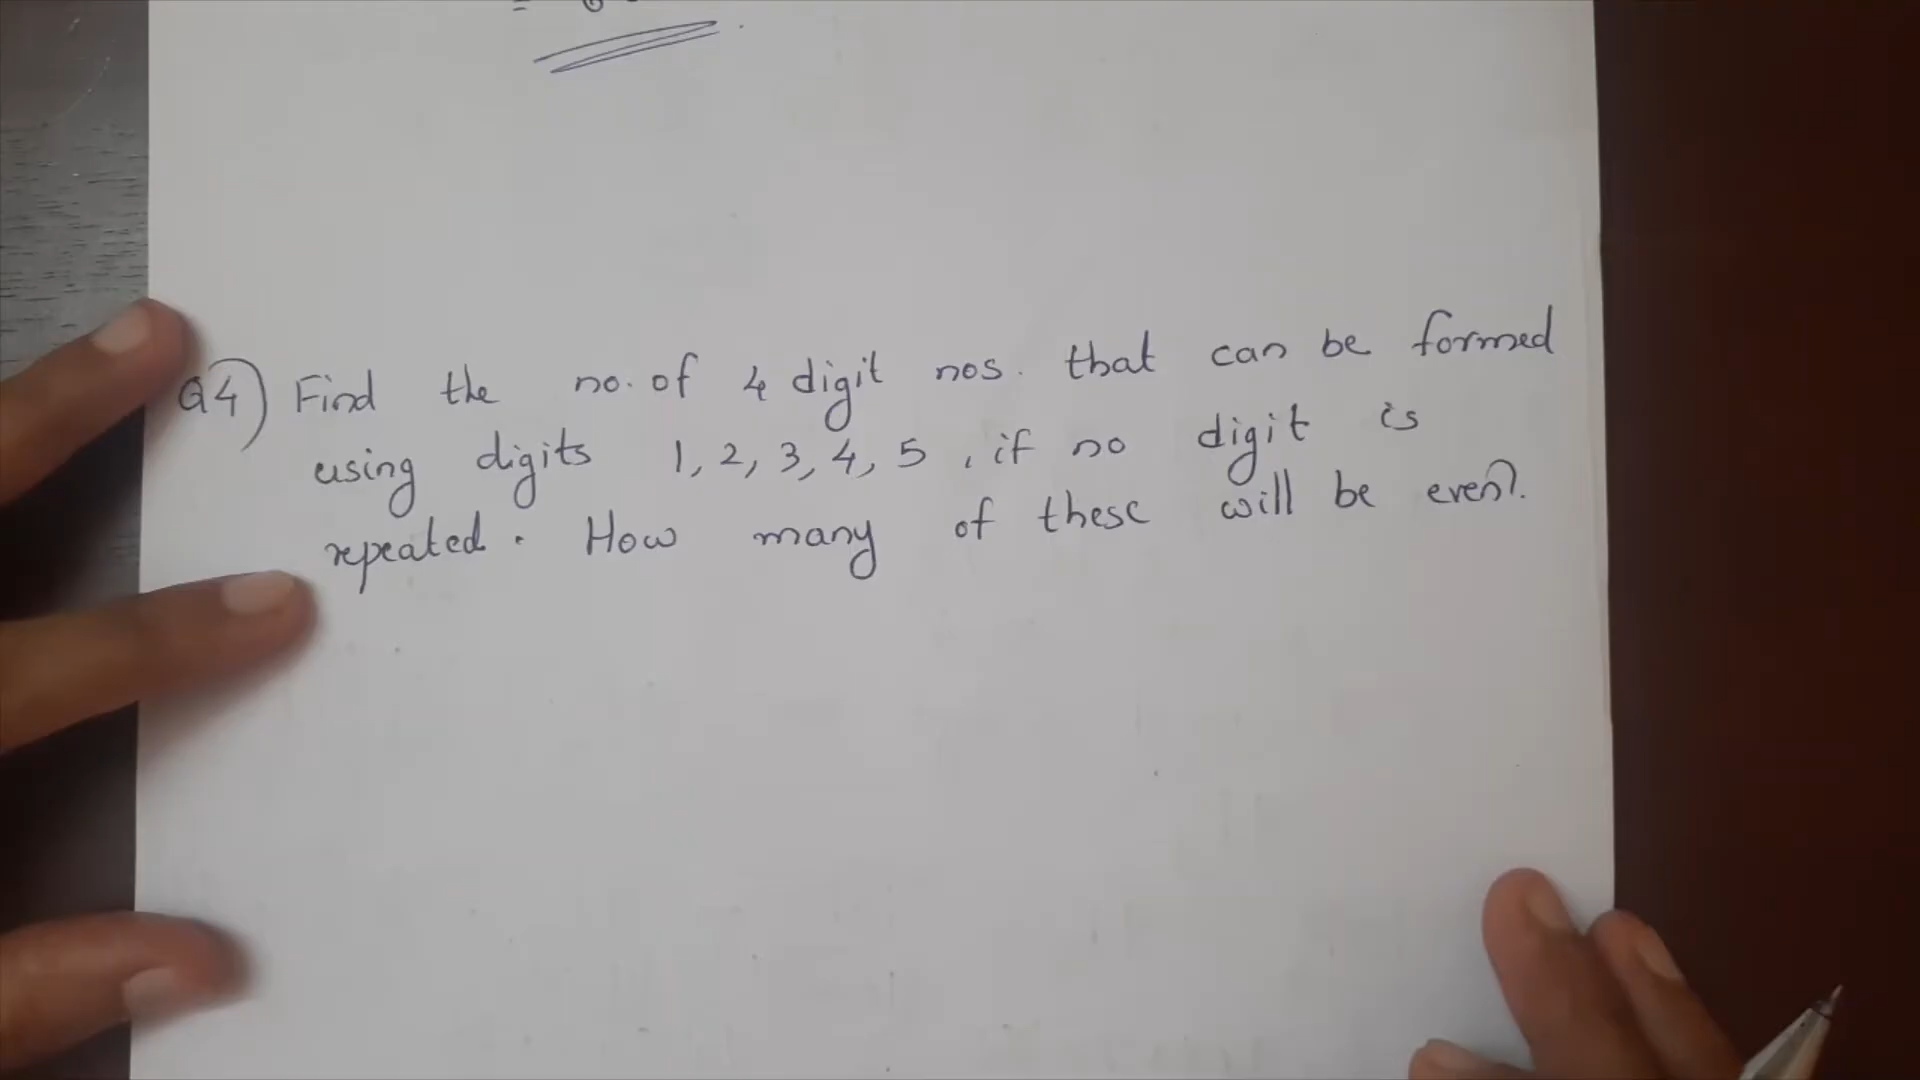 Q4) Find the no. of 4 digit nos. that can be formed
using digits 1, 2, 3, 4, 5, if no digit is
repeated. How many of these will be even?